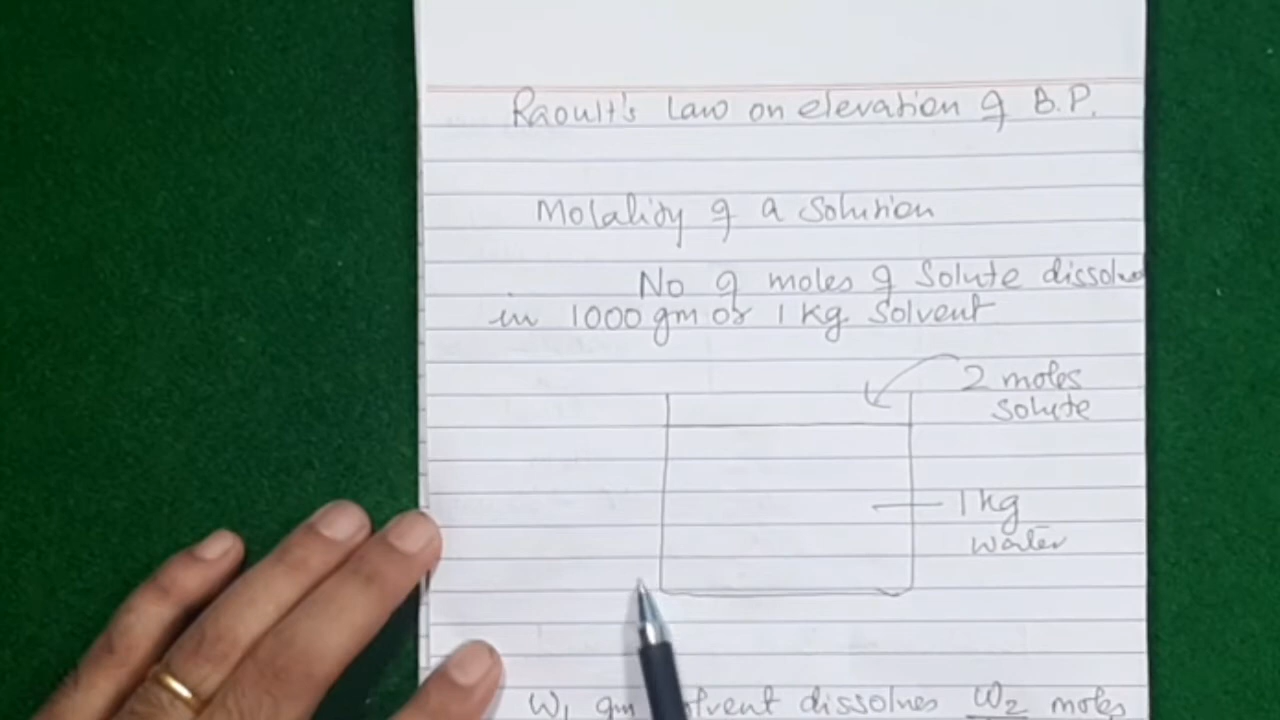 Raoult's Law on elevation of B.P.
Molality of a solution
No of moles of solute dissolve
in 1000 gm or 1 kg. solvent
2 moles
solute
1 kg
water
W1 gm solvent dissolves w2 moles